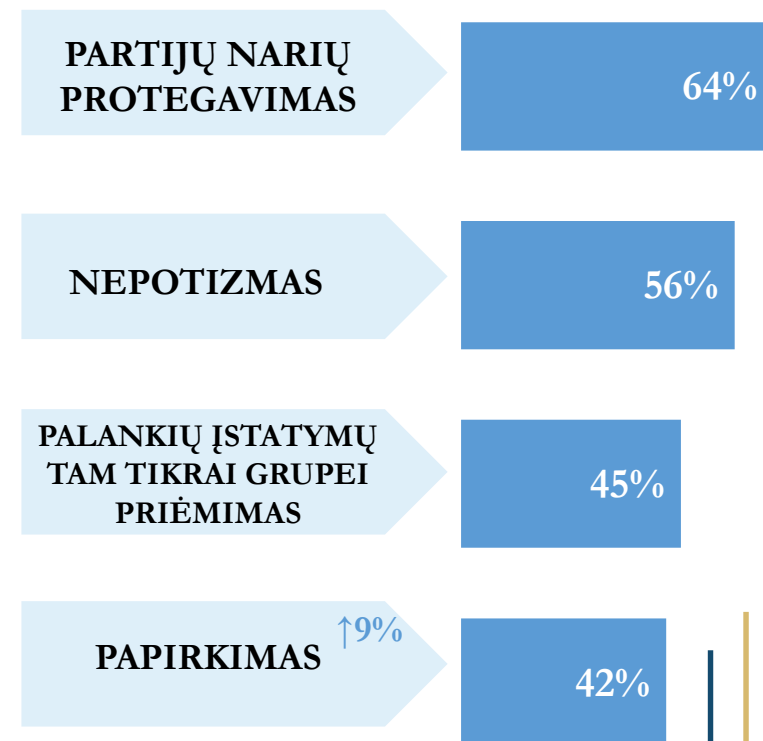 PARTIJŲ NARIŲ
PROTEGAVIMAS
64%
NEPOTIZMAS
56%
PALANKIŲ ĮSTATYMŲ
TAM TIKRAI GRUPEI
PRIĖMIMAS
45%
PAPIRKIMAS
↑9%
42%